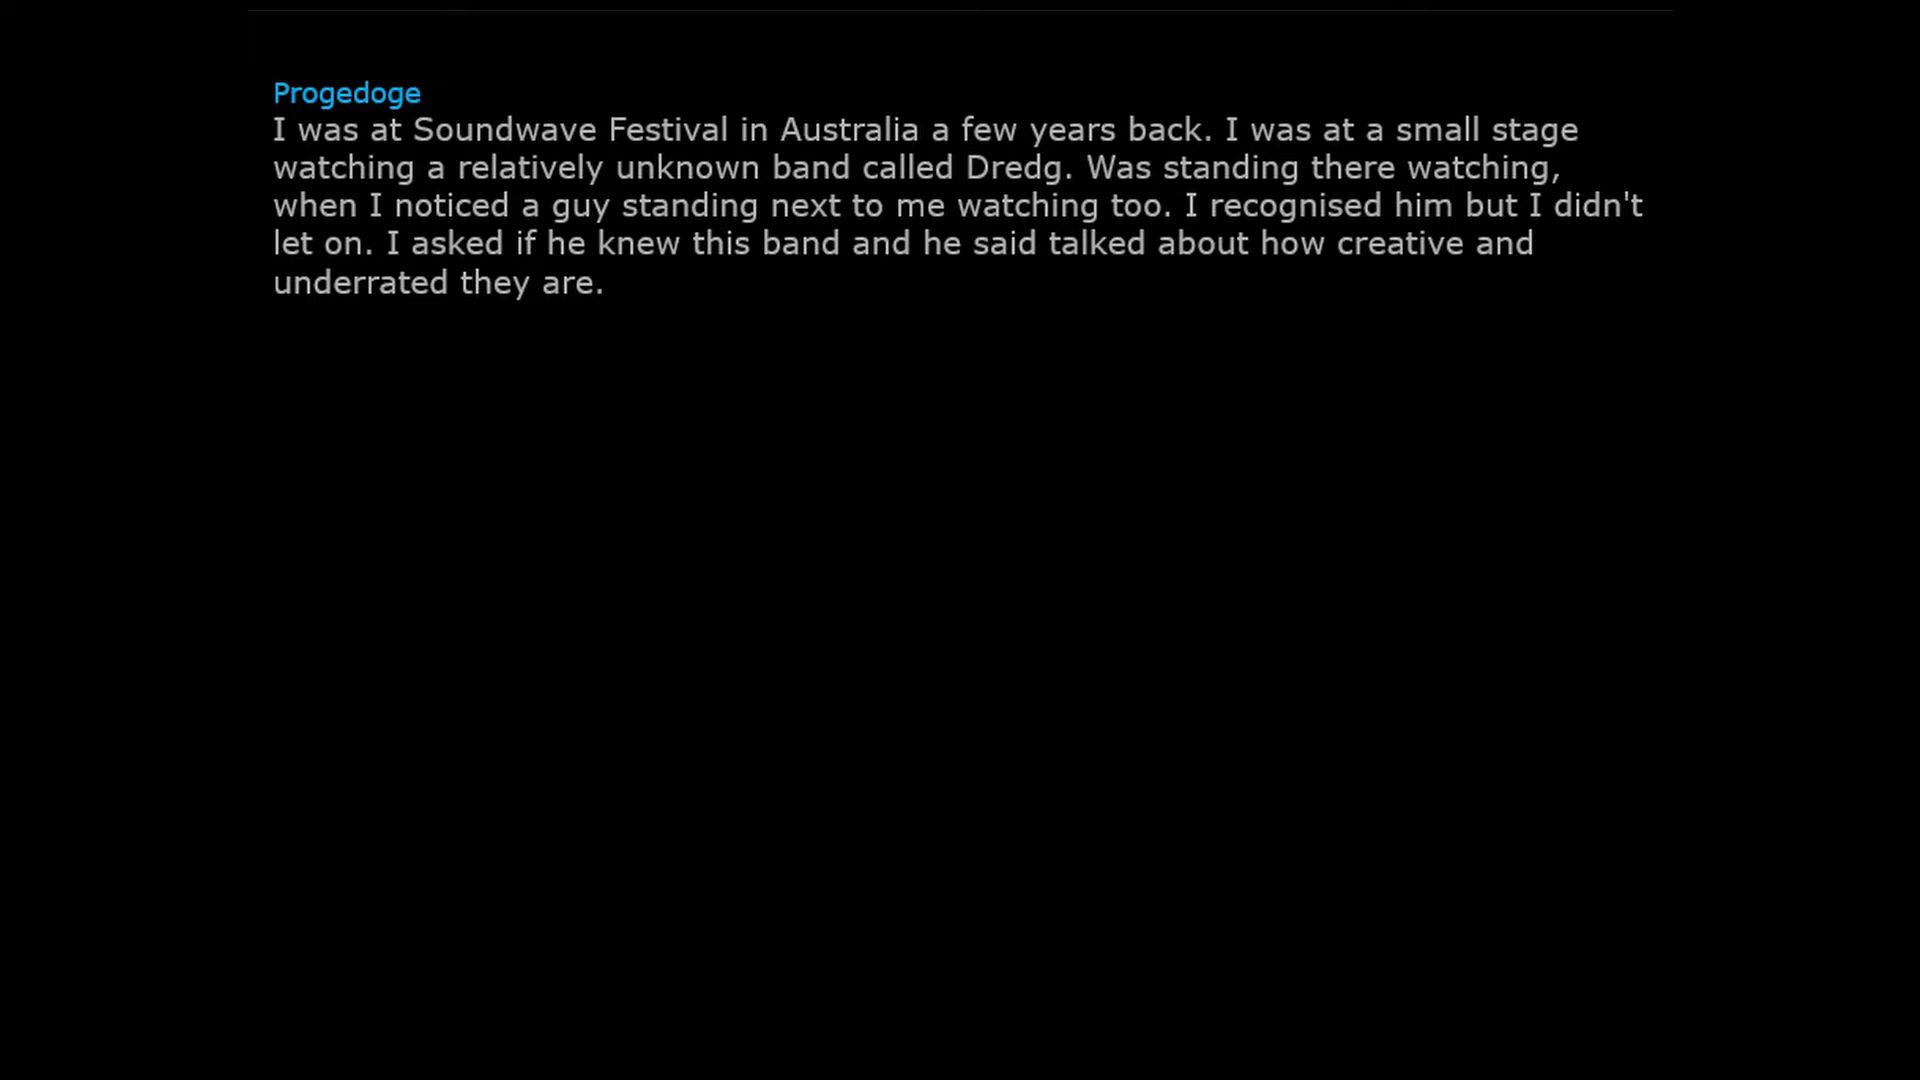 Progedoge
I was at Soundwave Festival in Australia a few years back. I was at a small stage
watching a relatively unknown band called Dredg. Was standing there watching,
when I noticed a guy standing next to me watching too. I recognised him but I didn't
let on. I asked if he knew this band and he said talked about how creative and
underrated they are.